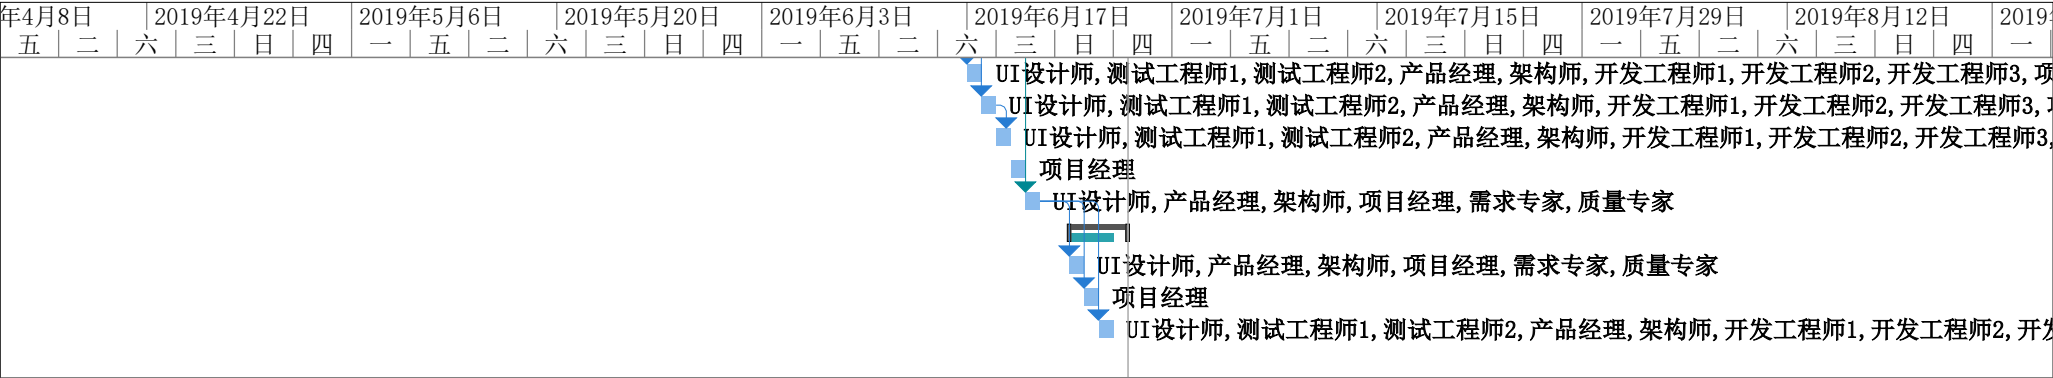 年4月8日 2019年4月22日 2019年5月6日 2019年5月20日 2019年6月3日 2019年6月17日 2019年7月1日 2019年7月15日 2019年7月29日 2019年8月12日 2019
五 二 六 三 日 四 一 五 二 六 三 日 四 一 五 二 六 三 日 四 一 五 二 六 三 日 四 一 五 二 六 三 日 四 一
UI设计师,测试工程师1,测试工程师2,产品经理,架构师,开发工程师1,开发工程师2,开发工程师3,项
UI设计师,测试工程师1,测试工程师2,产品经理,架构师,开发工程师1,开发工程师2,开发工程师3,
UI设计师,测试工程师1,测试工程师2,产品经理,架构师,开发工程师1,开发工程师2,开发工程师3,
项目经理
UI设计师,产品经理,架构师,项目经理,需求专家,质量专家
UI设计师,产品经理,架构师,项目经理,需求专家,质量专家
项目经理
UI设计师,测试工程师1,测试工程师2,产品经理,架构师,开发工程师1,开发工程师2,开发